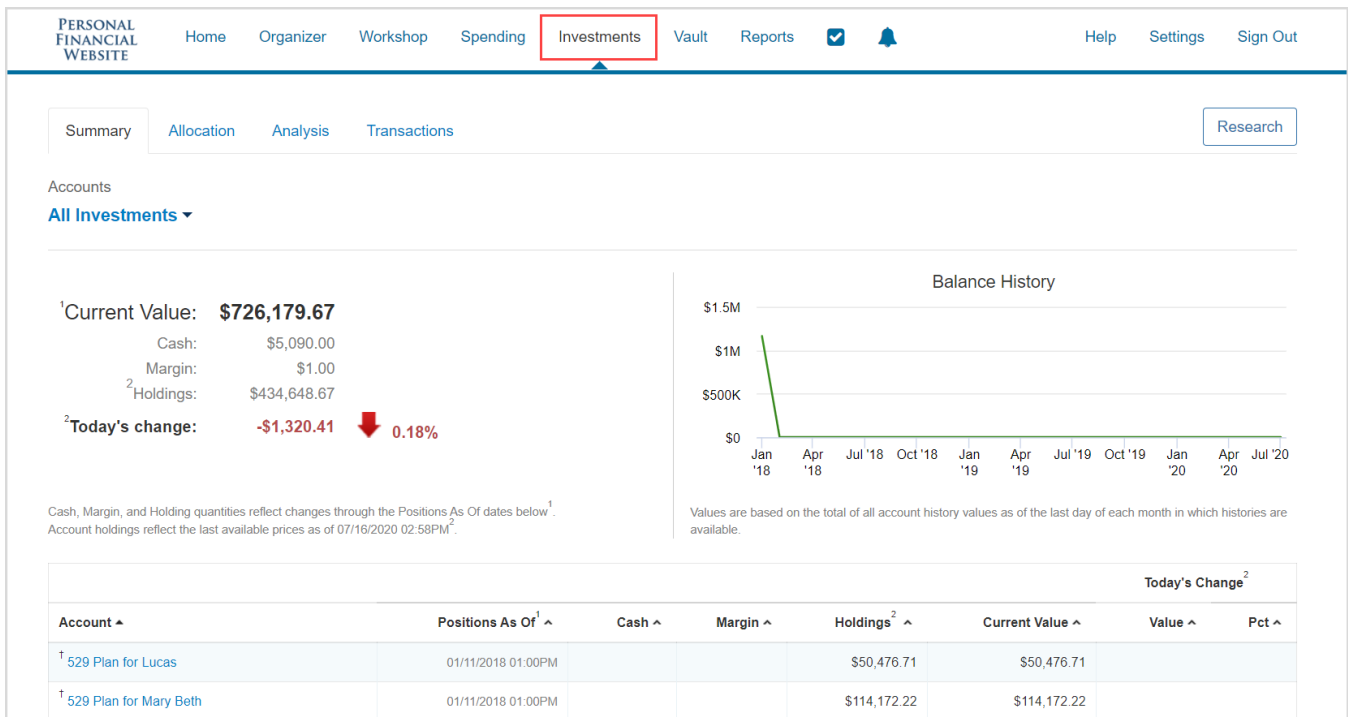 PERSONAL
FINANCIAL
WEBSITE
Home Organizer Workshop Spending Investments Vault Reports Help Settings Sign Out
Summary Allocation Analysis Transactions Research
Accounts
All Investments
Balance History
1Current Value: $726,179.67
Cash: $5,090.00
Margin: $1.00
2Holdings: $434,648.67
2Today's change: -$1,320.41 0.18%
$1.5M
$1M
$500K
$0
Jan '18 Apr '18 Jul '18 Oct '18 Jan '19 Apr '19 Jul '19 Oct '19 Jan '20 Apr '20 Jul '20
Cash, Margin, and Holding quantities reflect changes through the Positions As Of dates below1.
Account holdings reflect the last available prices as of 07/16/2020 02:58PM2.
Values are based on the total of all account history values as of the last day of each month in which histories are
available.
Today's Change2
Account Positions As Of1 Cash Margin Holdings2 Current Value Value Pct
† 529 Plan for Lucas 01/11/2018 01:00PM $50,476.71 $50,476.71
† 529 Plan for Mary Beth 01/11/2018 01:00PM $114,172.22 $114,172.22